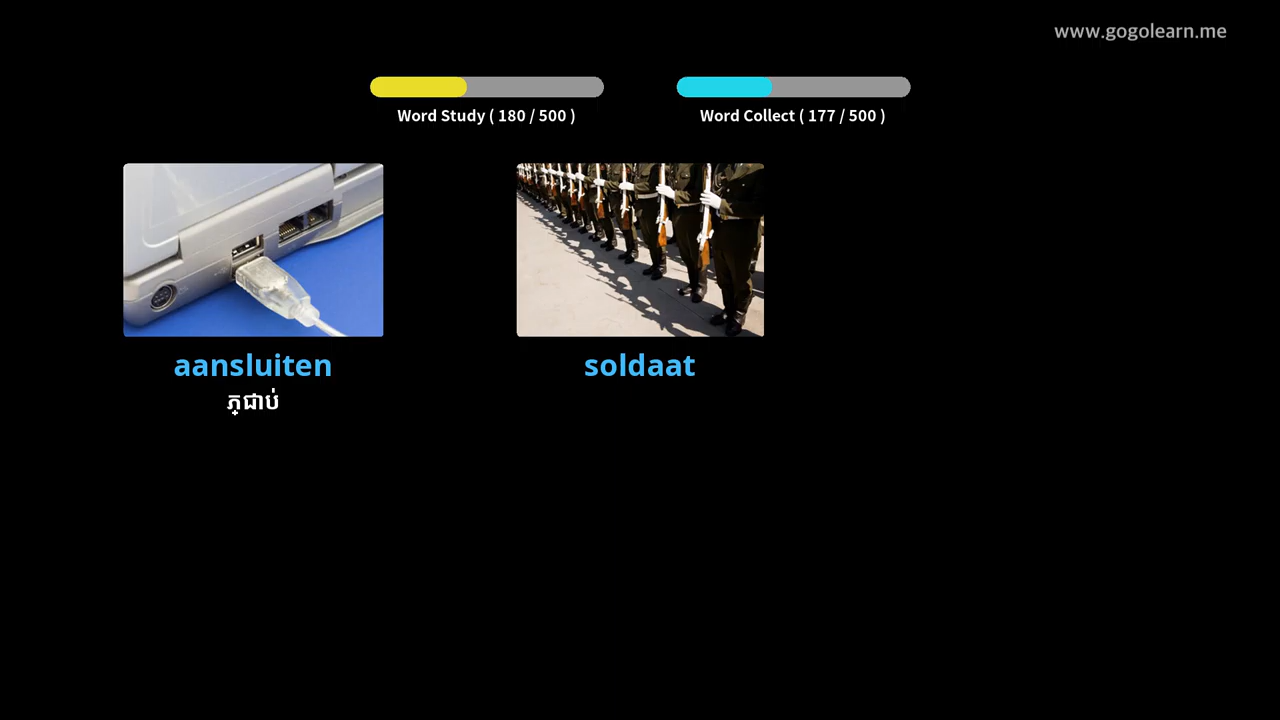 www.gogolearn.me
Word Study ( 180 / 500 )
Word Collect ( 177 / 500 )
aansluiten
soldaat
ភ្ជាប់